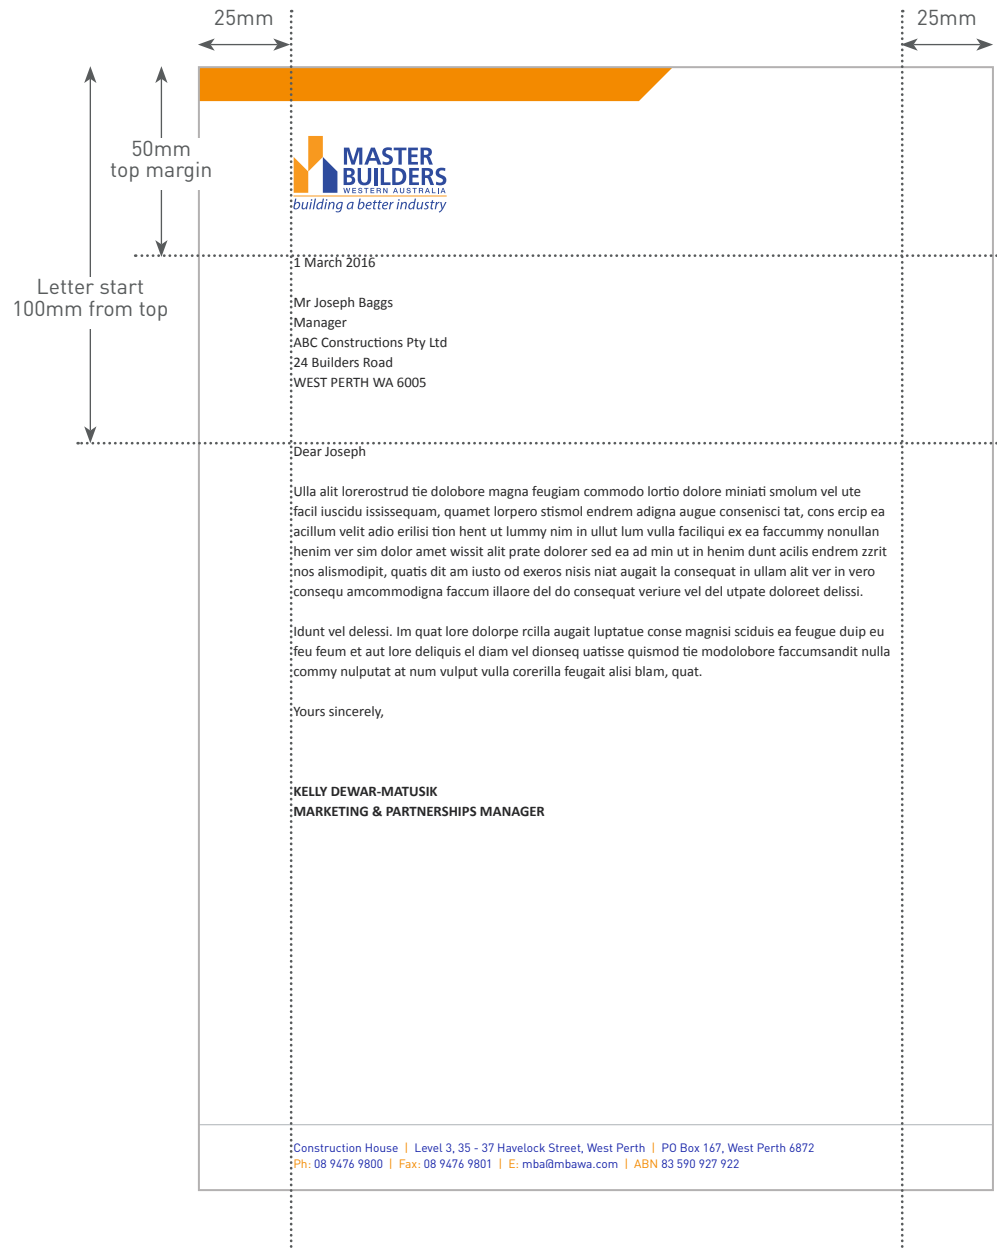 25mm
25mm
50mm
top margin
Letter start
100mm from top
MASTER
BUILDERS
WESTERN AUSTRALIA
building a better industry
1 March 2016
Mr Joseph Baggs
Manager
ABC Constructions Pty Ltd
24 Builders Road
WEST PERTH WA 6005
Dear Joseph
Ulla alit lorerostrud tie dolobore magna feugiam commodo lortio dolore miniati smolum vel ute
facil iuscidu ississequam, quamet lorpero stismol endrem adigna augue consenisci tat, cons ercip ea
acillum velit adio erilisi tion hent ut lummy nim in ullut lum vulla faciliqui ex ea faccummy nonullan
henim ver sim dolor amet wissit alit prate dolorer sed ea ad min ut in henim dunt acilis endrem zzrit
nos alismodipit, quatis dit am iusto od exeros nisis niat augait la consequat in ullam alit ver in vero
consequ amcommodigna faccum illaore del do consequat veriure vel del utpate doloreet delissi.
Idunt vel delessi. Im quat lore dolorpe rcilla augait luptatue conse magnisi sciduis ea feugue duip eu
feu feum et aut lore deliquis el diam vel dionseq uatisse quismod tie modolobore faccumsandit nulla
commy nulputat at num vulput vulla corerilla feugait alisi blam, quat.
Yours sincerely,
KELLY DEWAR-MATUSIK
MARKETING & PARTNERSHIPS MANAGER
Construction House | Level 3, 35 - 37 Havelock Street, West Perth | PO Box 167, West Perth 6872
Ph: 08 9476 9800 | Fax: 08 9476 9801 | E: mba@mbawa.com | ABN 83 590 927 922